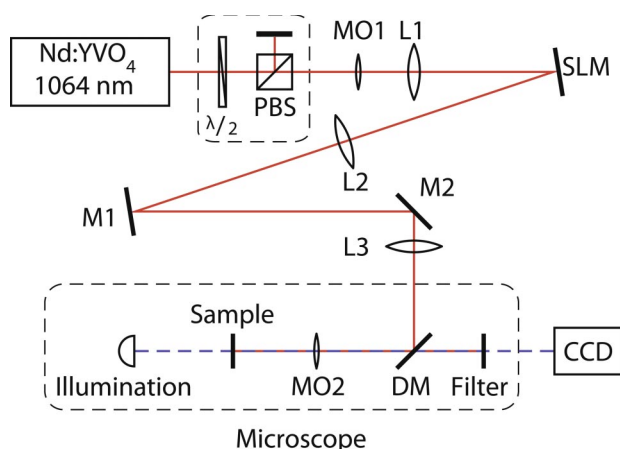 Nd:YVO4
1064 nm
λ/2
PBS
MO1
L1
SLM
L2
M1
M2
L3
Sample
Illumination
MO2
DM
Filter
CCD
Microscope